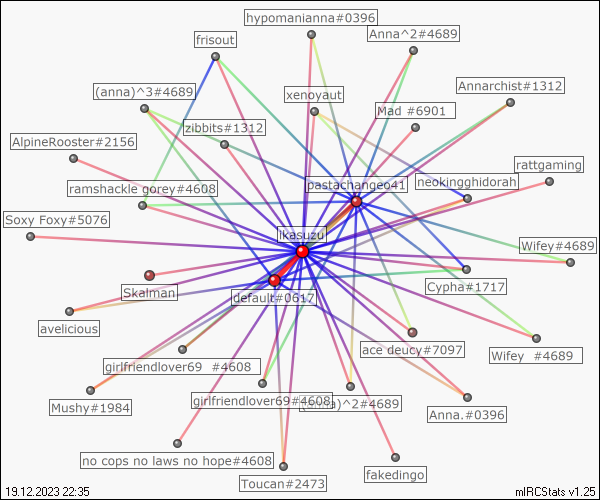 hypomanianna#0396
Anna^2#4689
frisout
Annarchist#1312
(anna)^3#4689
xenoyaut
Mad #6901
zibbits#1312
AlpineRooster#2156
rattgaming
pastachangeo41
neokingghidorah
ramshackle gorey#4608
Soxy Foxy#5076
ikasuzu
Wifey#4689
Cypha#1717
Skalman
default#0617
avelicious
ace deucy#7097
Wifey #4689
girlfriendlover69 #4608
girlfriendlover69 #4608
(anna)^2#4689
Mushy#1984
Anna.#0396
no cops no laws no hope#4608
fakedingo
Toucan#2473
19.12.2023 22:35
mIRCStats v1.25